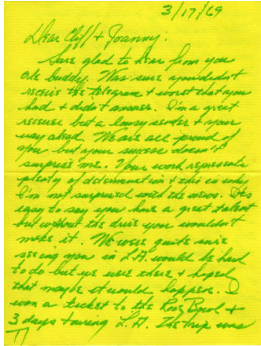 3/17/69
Dear Cliff + Joanny.
Sure glad to hear from you
ole buddy. Was sure you didn't
receive the telegram + worst that you
had + didn't answer. I'm a great
receiver but a lousy sender + your
way ahead. We are all proud of
you but your success doesn't
surprise me. Your work represents
plenty of determination + this is why
I'm not surprised with the news. It's
easy to say you have a great talent
but without the drive you wouldn't
make it. We were quite sure
seeing you in L.A. would be hard
to do but we were there + hoped
that maybe it would happen. I
won a ticket to the Rose Bowl +
3 days touring L.A. The trip was